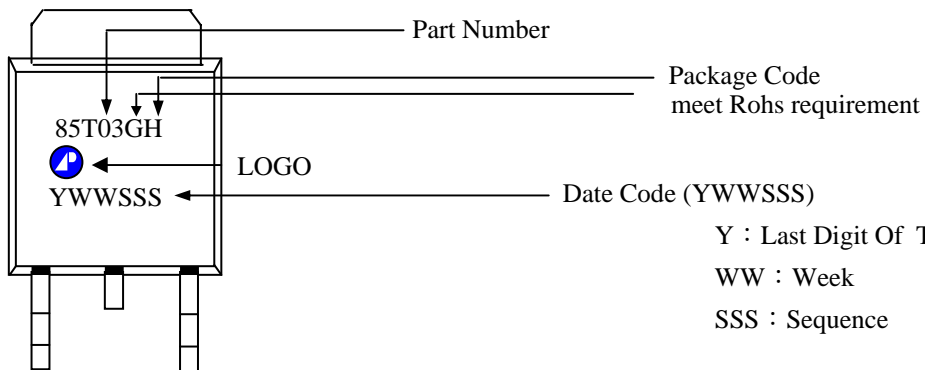 Part Number
Package Code
meet Rohs requirement
85T03GH
LOGO
YWWSSS
Date Code (YWWSSS)
Y：Last Digit Of
WW：Week
SSS：Sequence